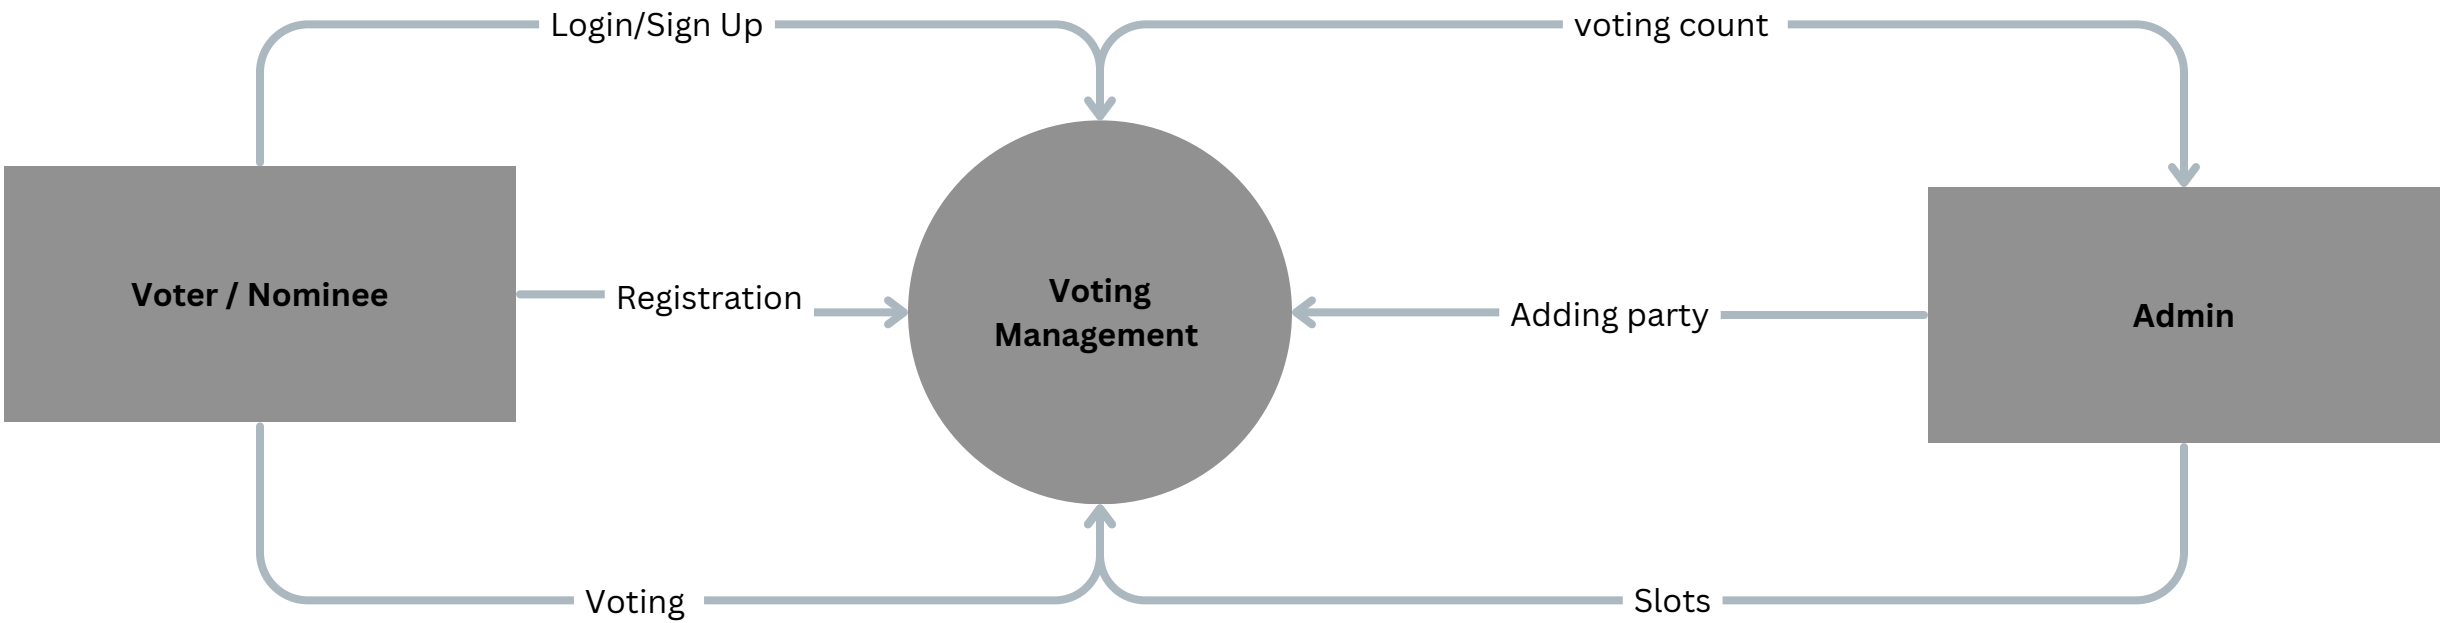 Login/Sign Up
voting count
Voter / Nominee
Registration
Voting
Management
Adding party
Admin
Voting
Slots